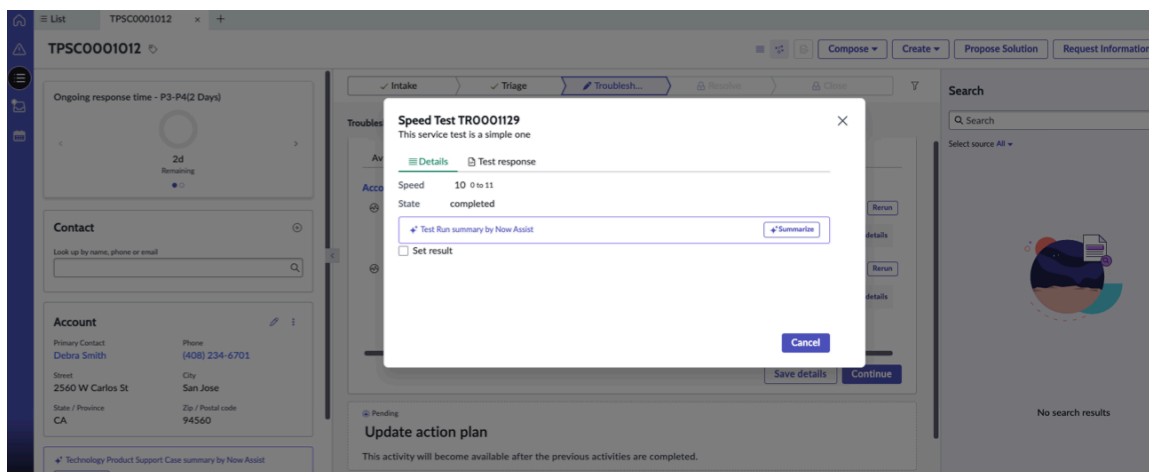 List
TPSC0001012
TPSC0001012
Compose
Create
Propose Solution
Request Information
Ongoing response time - P3-P4(2 Days)
2d
Remaining
Contact
Look up by name, phone or email
Account
Primary Contact
Debra Smith
Phone
(408) 234-6701
Street
2560 W Carlos St
City
San Jose
State / Province
CA
Zip / Postal code
94560
Technology Product Support Case summary by Now Assist
Intake
Triage
Troublesh...
Resolve
Close
Troubles
Av
Acco
Rerun
details
Rerun
details
Speed Test TR0001129
This service test is a simple one
Details
Test response
Speed 10 0 to 11
State completed
Test Run summary by Now Assist
Summarize
Set result
Cancel
Save details
Continue
Pending
Update action plan
This activity will become available after the previous activities are completed.
Search
Search
Select source All
No search results